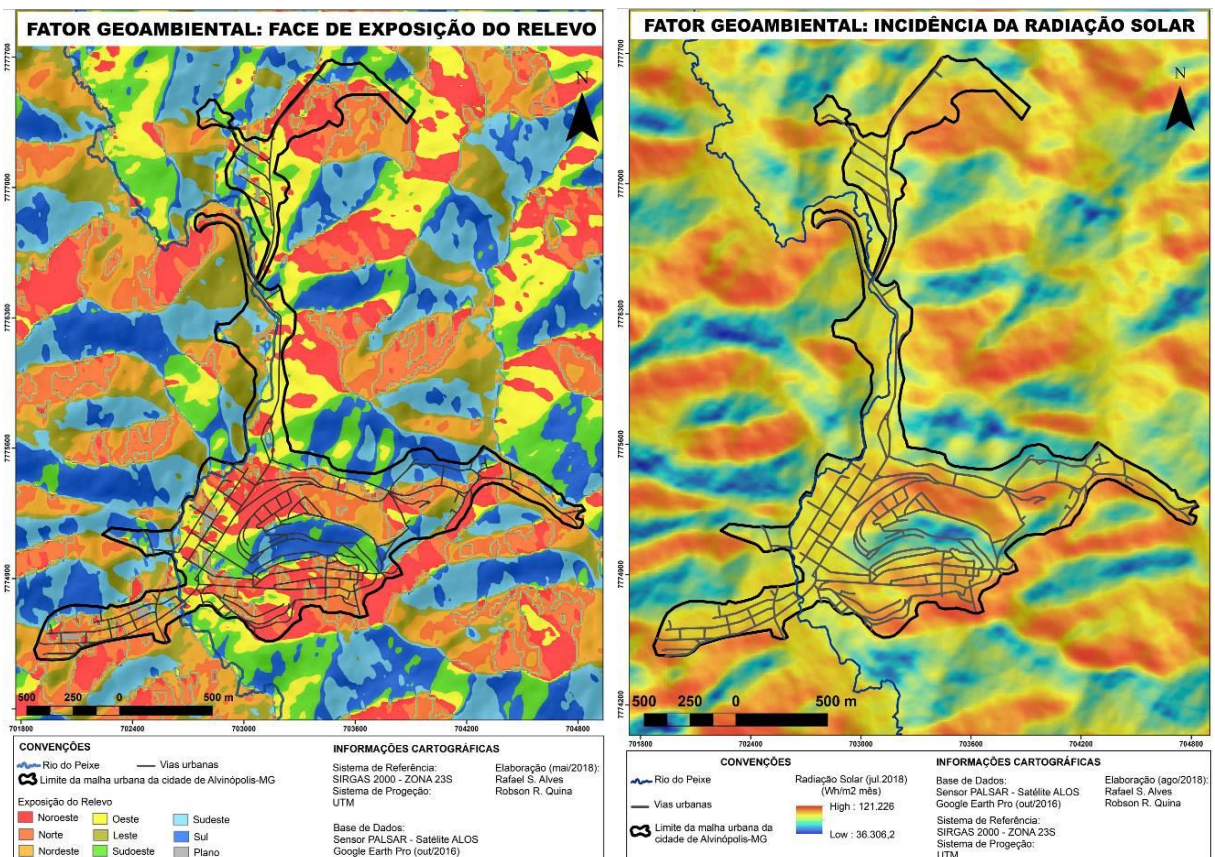 FATOR GEOAMBIENTAL: FACE DE EXPOSIÇÃO DO RELEVO
N
7777700
7777000
7776300
7775600
7774900
500 250 0 500 m
701800 703000 703600 704200 704800
CONVENÇÕES
Rio do Peixe
Vias urbanas
Limite da malha urbana da cidade de Alvinópolis-MG
Exposição do Relevo
Noroeste
Oeste
Sudeste
Norte
Leste
Sul
Nordeste
Sudoeste
Plano
INFORMAÇÕES CARTOGRÁFICAS
Sistema de Referência:
SIRGAS 2000 - ZONA 23S
Sistema de Progeção:
UTM
Base de Dados:
Sensor PALSAR - Satélite ALOS
Google Earth Pro (out/2016)
Elaboração (mai/2018):
Rafael S. Alves
Robson R. Quina
FATOR GEOAMBIENTAL: INCIDÊNCIA DA RADIAÇÃO SOLAR
N
7777700
7777000
7776300
7775600
7774900
7774200
500 250 0 500 m
701800 703000 703600 704200 704800
CONVENÇÕES
Rio do Peixe
Vias urbanas
Limite da malha urbana da cidade
de Alvinópolis-MG
Radiação Solar (jul.2018)
(Wh/m2 mês)
High : 121.226
Low : 36.306,2
INFORMAÇÕES CARTOGRÁFICAS
Base de Dados:
Sensor PALSAR - Satélite ALOS
Google Earth Pro (out/2016)
Sistema de Referência:
SIRGAS 2000 - ZONA 23S
Sistema de Progeção:
UTM
Elaboração (ago/2018):
Rafael S. Alves
Robson R. Quina